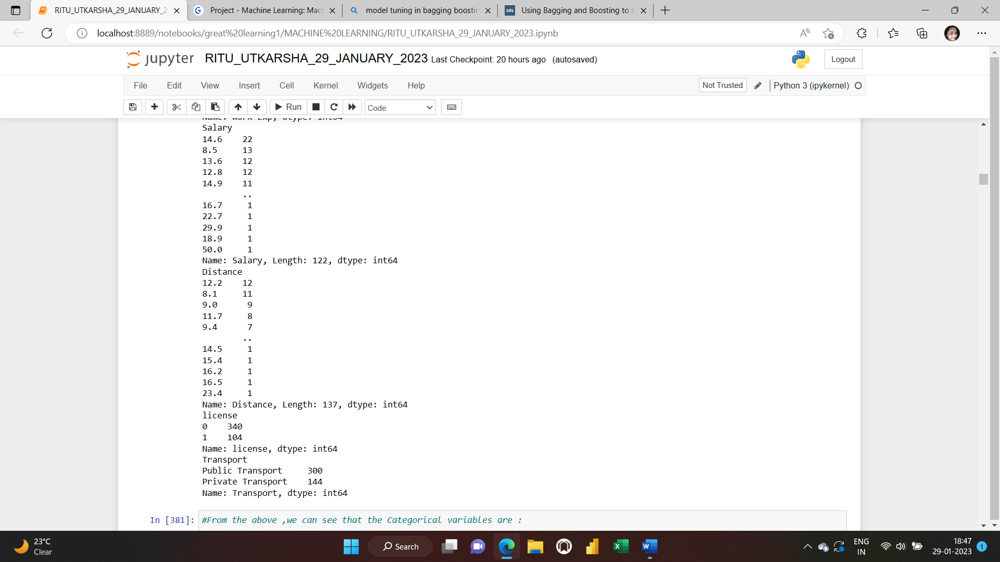 RITU_UTKARSHA_29_JANUARY_2
Project - Machine Learning: Mac
model tuning in bagging boostin
tds Using Bagging and Boosting to I
localhost:8889/notebooks/great%20learning1/MACHINE%20LEARNING/RITU_UTKARSHA_29_JANUARY_2023.ipynb
jupyter RITU_UTKARSHA_29_JANUARY_2023 Last Checkpoint: 20 hours ago (autosaved)
Logout
File Edit View Insert Cell Kernel Widgets Help
Not Trusted Python 3 (ipykernel)
Run Code
Name: Work Exp, dtype: int64
Salary
14.6 22
8.5 13
13.6 12
12.8 12
14.9 11
..
16.7 1
22.7 1
29.9 1
18.9 1
50.0 1
Name: Salary, Length: 122, dtype: int64
Distance
12.2 12
8.1 11
9.0 9
11.7 8
9.4 7
..
14.5 1
15.4 1
16.2 1
16.5 1
23.4 1
Name: Distance, Length: 137, dtype: int64
license
0 340
1 104
Name: license, dtype: int64
Transport
Public Transport 300
Private Transport 144
Name: Transport, dtype: int64
In [381]: #From the above ,we can see that the Categorical variables are :
23°C
Clear
Search
ENG
IN
18:47
29-01-2023
1